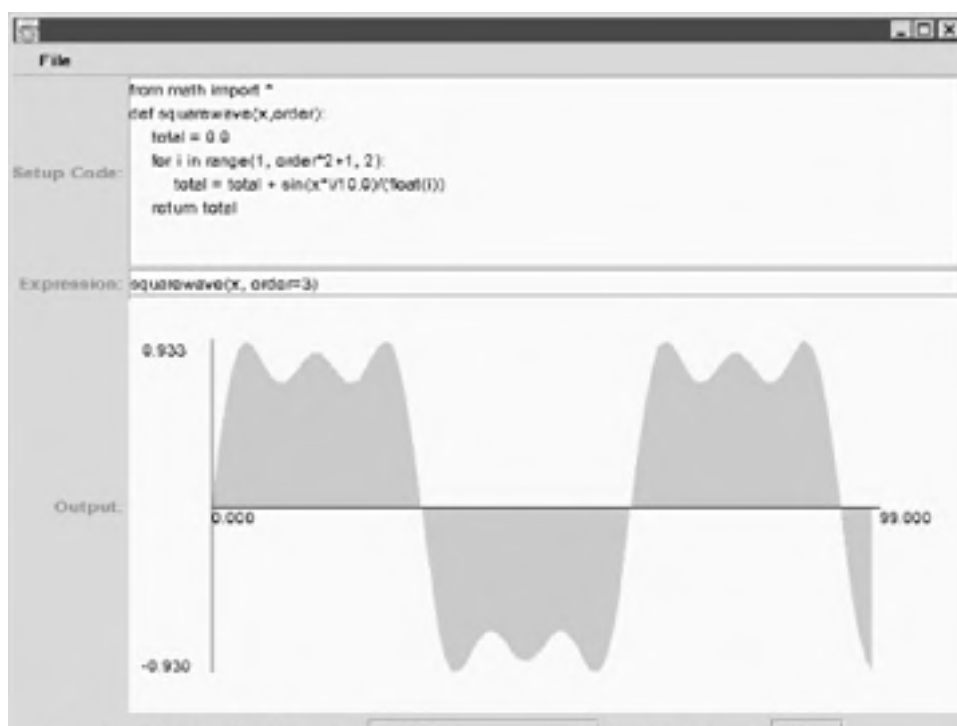 File
from math import *
def squarewave(x,order):
total = 0.0
for i in range(1, order*2+1, 2):
Setup Code:
total = total + sin(x*i/10.0)/(float(i))
return total
Expression: squarewave(x, order=3)
0.933
Output:
0.000
99.000
-0.930